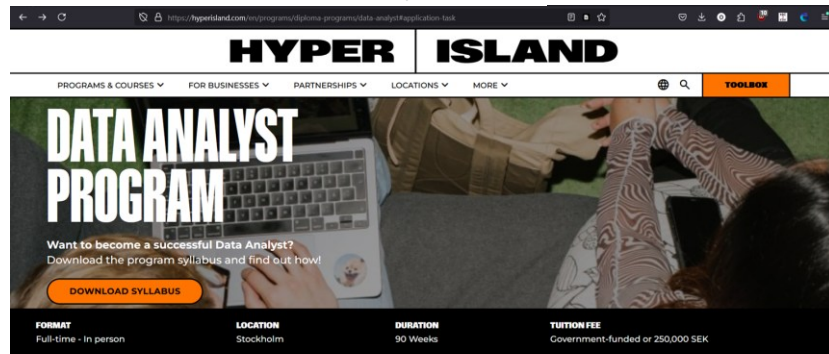 https://hyperisland.com/en/programs/diploma-programs/data-analyst#application-task
HYPER ISLAND
PROGRAMS & COURSES FOR BUSINESSES PARTNERSHIPS LOCATIONS MORE TOOLBOX
DATA ANALYST
PROGRAM
Want to become a successful Data Analyst?
Download the program syllabus and find out how!
DOWNLOAD SYLLABUS
FORMAT LOCATION DURATION TUITION FEE
Full-time - In person Stockholm 90 Weeks Government-funded or 250,000 SEK